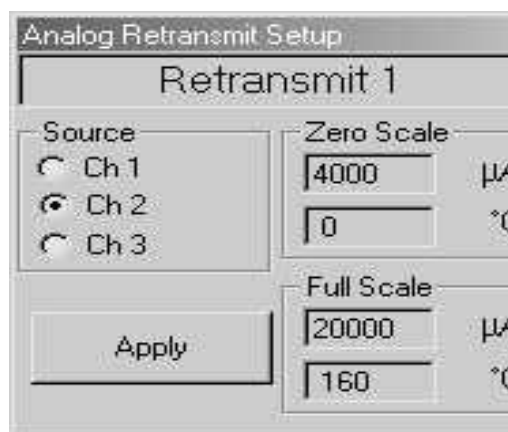 Analog Retransmit Setup
Retransmit 1
Source
Ch 1
Ch 2
Ch 3
Zero Scale
4000 µA
0 °C
Apply
Full Scale
20000 µA
160 °C